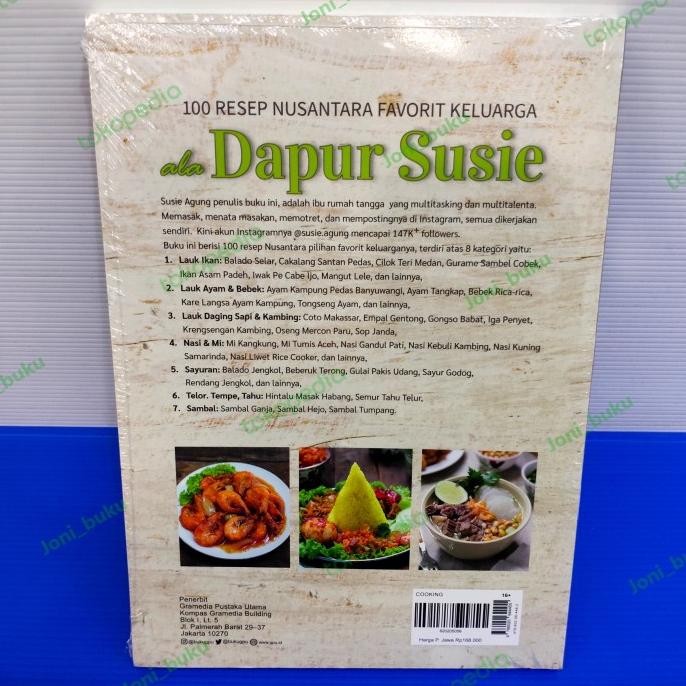 100 RESEP NUSANTARA FAVORIT KELUARGA
ala Dapur Susie
Susie Agung penulis buku ini, adalah ibu rumah tangga yang multitasking dan multitalenta.
Memasak, menata masakan, memotret, dan mempostingnya di Instagram, semua dikerjakan
sendiri. Kini-akun Instagramnya @susie.agung mencapai 147K+ followers.
Buku ini berisi 100 resep Nusantara pilihan favorit keluarganya, terdiri atas 8 kategori yaitu:
1. Lauk Ikan: Balado Selar, Cakalang Santan Pedas, Cilok Teri Medan, Gurame Sambel Cobek,
Ikan Asam Padeh, Iwak Pe Cabe Ijo, Mangut Lele, dan lainnya,
2. Lauk Ayam & Bebek: Ayam Kampung Pedas Banyuwangi, Ayam Tangkap, Bebek Rica-rica,
Kare Langsa Ayam Kampung, Tongseng Ayam, dan lainnya,
3. Lauk Daging Sapi & Kambing: Coto Makassar, Empal Gentong, Gongso Babat, Iga Penyet,
Krengsengan Kambing, Oseng Mercon Paru, Sop Janda,
4. Nasi & Mi: Mi Kangkung, Mi Tumis Aceh, Nasi Gandul Pati, Nasi Kebuli Kambing, Nasi Kuning
Samarinda, Nasi Liwet Rice Cooker, dan lainnya,
5. Sayuran: Balado Jengkol, Beberuk Terong, Gulai Pakis Udang, Sayur Godog,
Rendang Jengkol, dan lainnya,
6. Telor. Tempe, Tahu: Hintalu Masak Habang, Semur Tahu Telur,
7. Sambal: Sambal Ganja, Sambal Hejo, Sambal Tumpang.
Penerbit
Gramedia Pustaka Utama
Kompas Gramedia Building
Blok I, Lt. 5
Jl. Palmerah Barat 29-37
Jakarta 10270
@bukugpu @bukugpu www.gpu.id
COOKING 16+
Harga P. Jawa Rp168.000
tokopedia
Joni_buku